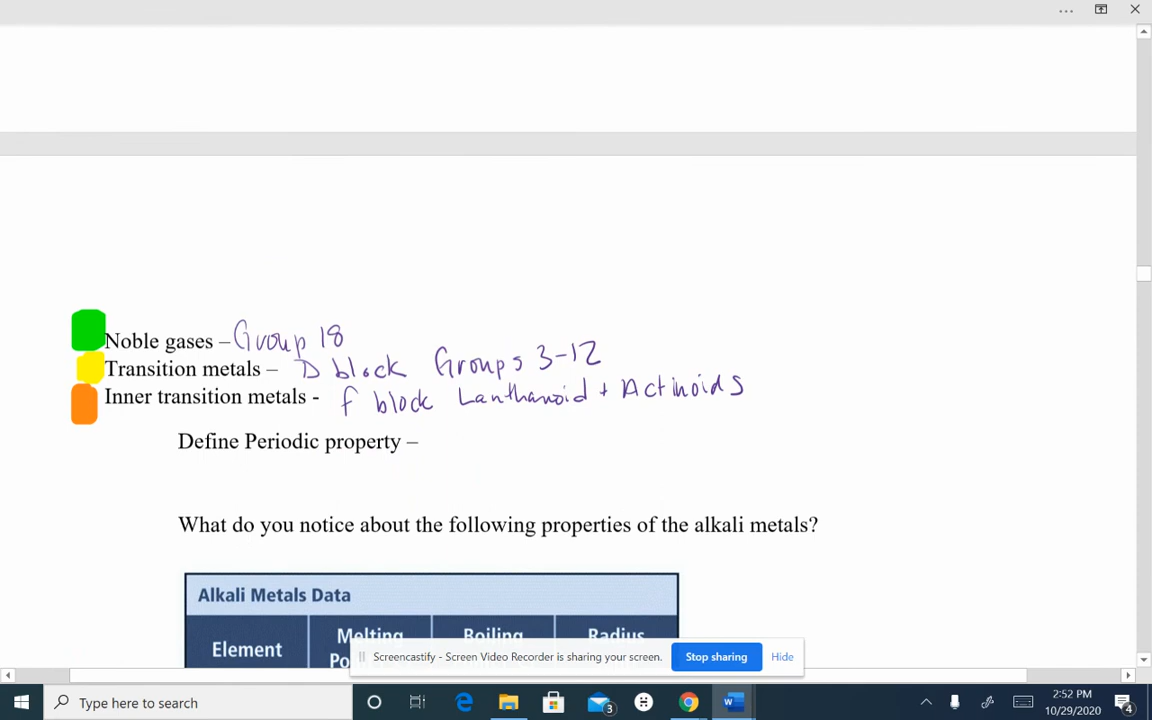 Noble gases – Group 18
Transition metals – D block Groups 3-12
Inner transition metals - f block Lanthanoid + Actinoids
Define Periodic property –
What do you notice about the following properties of the alkali metals?
Alkali Metals Data
Element Melting Boiling Radius
Screencastify - Screen Video Recorder is sharing your screen. Stop sharing Hide
Type here to search
3
2:52 PM
10/29/2020
4